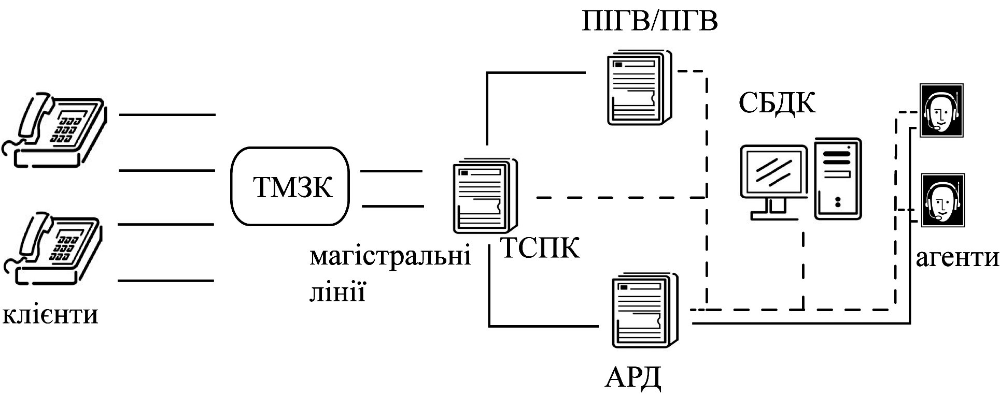 ПІГВ/ПГВ
СБДК
ТМЗК
ТСПК
магістральні
лінії
агенти
клієнти
АРД